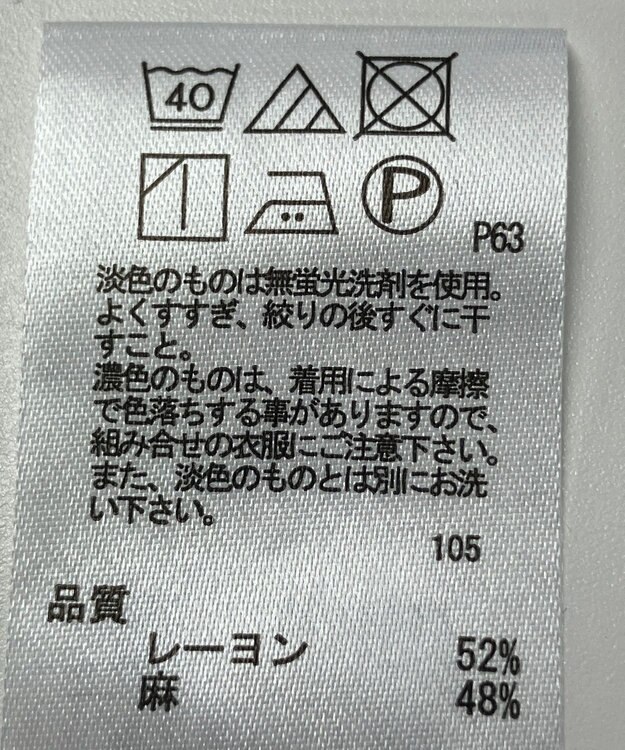 40
P
P63
淡色のものは無蛍光洗剤を使用。
よくすすぎ、絞りの後すぐに干
すこと。
濃色のものは、着用による摩擦
で色落ちする事がありますので、
組み合せの衣服にご注意下さい。
また、淡色のものとは別にお洗
い下さい。
105
品質
レーヨン 52%
麻 48%